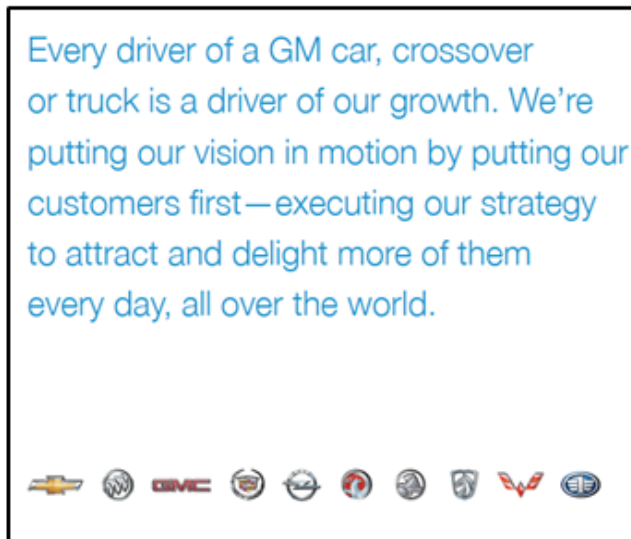 Every driver of a GM car, crossover
or truck is a driver of our growth. We’re
putting our vision in motion by putting our
customers first—executing our strategy
to attract and delight more of them
every day, all over the world.
GMC